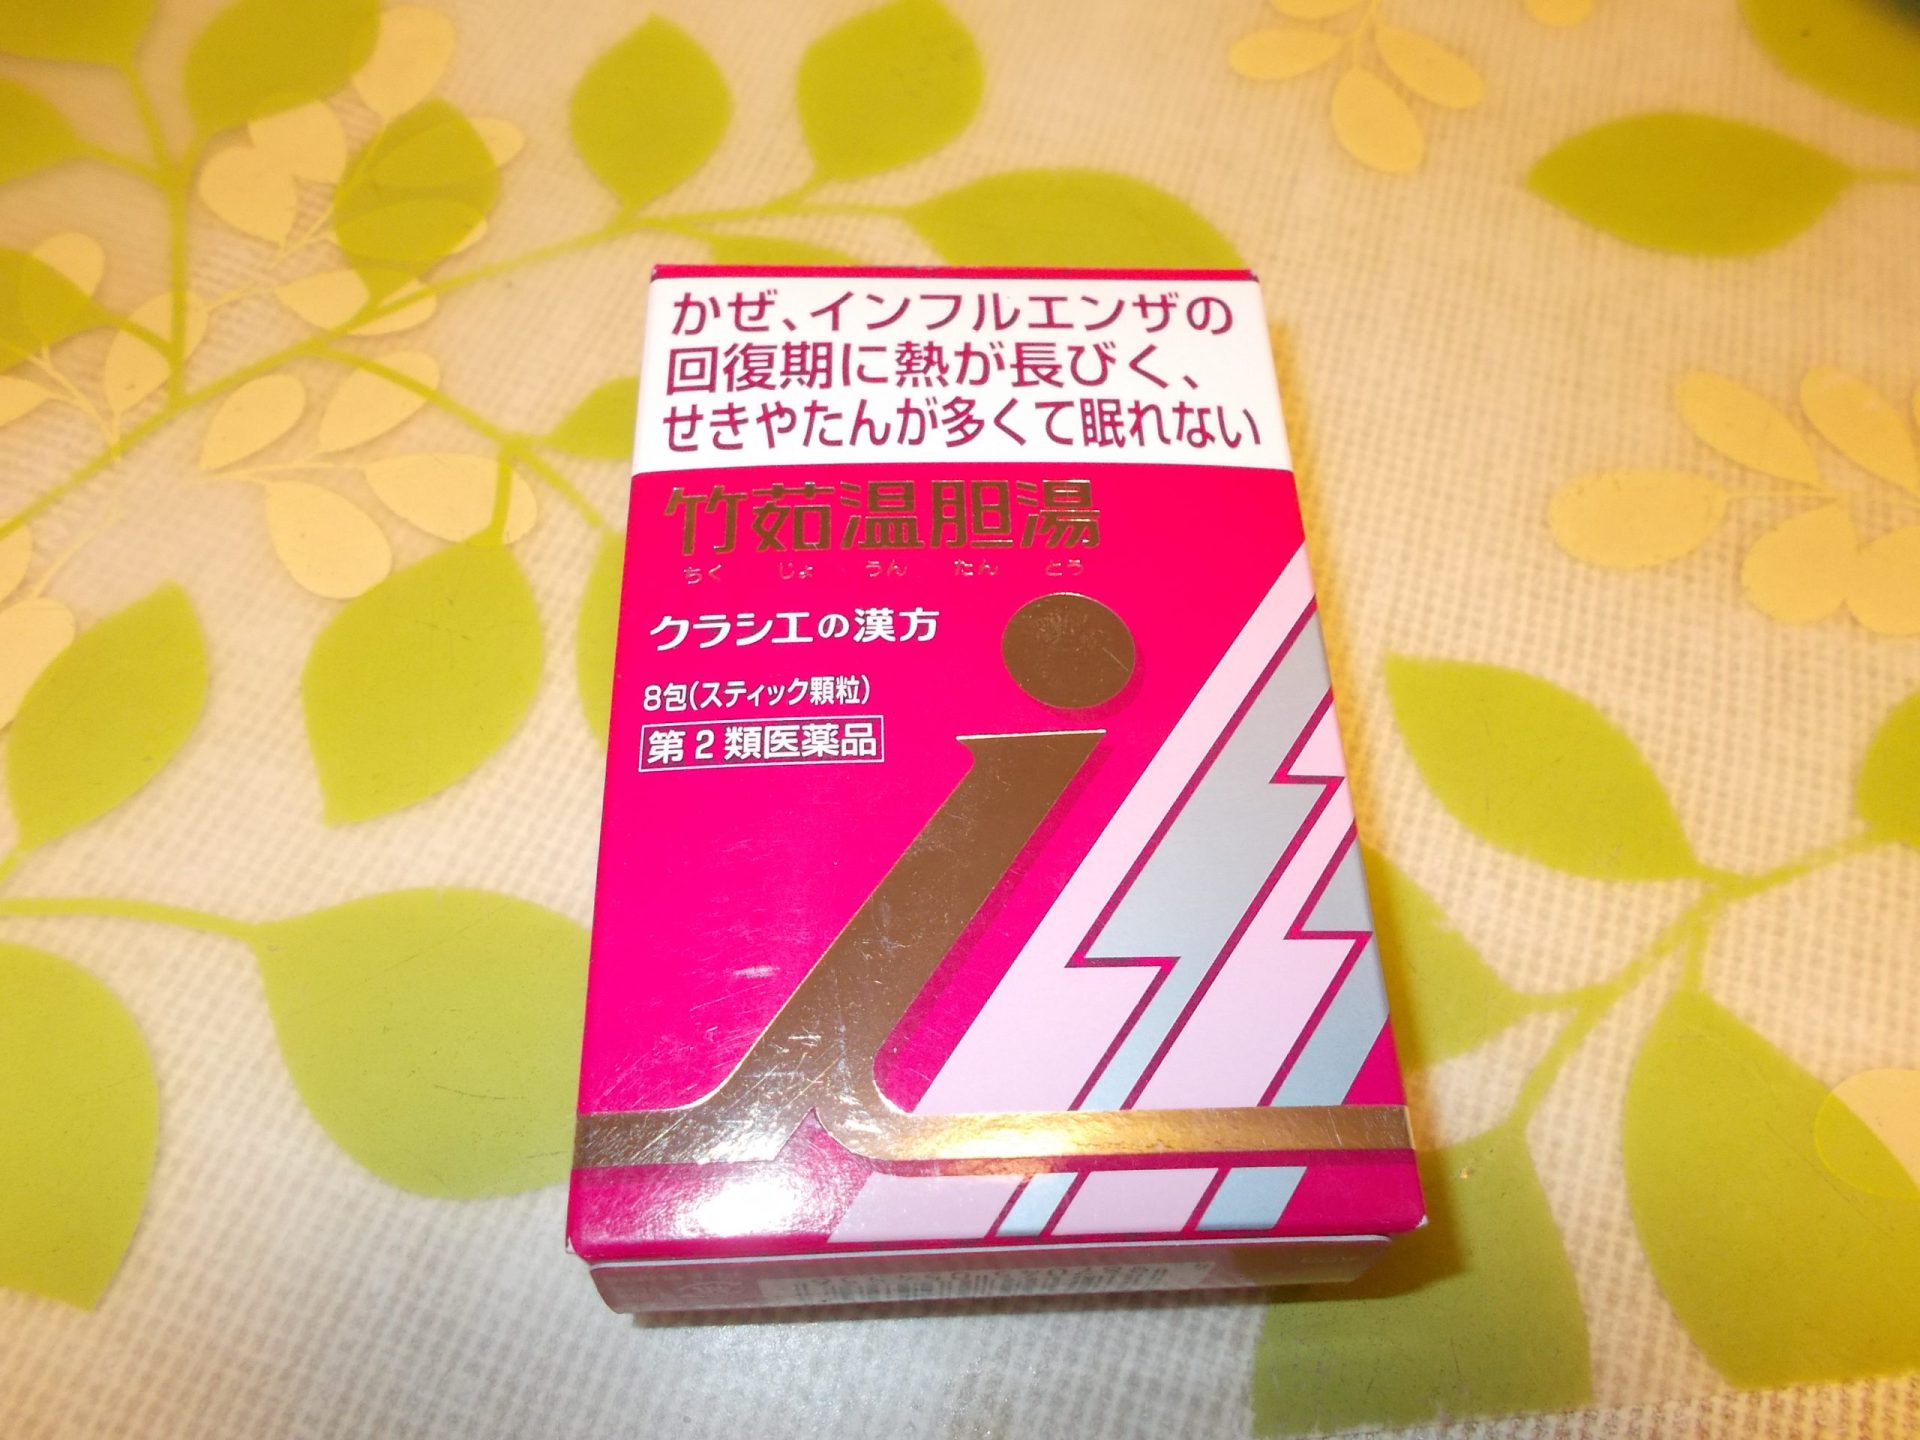 かぜ、インフルエンザの
回復期に熱が長びく、
せきやたんが多くて眠れない
竹茹温胆湯
ちく じょ うん たん とう
クラシエの漢方
8包(スティック顆粒)
第2類医薬品